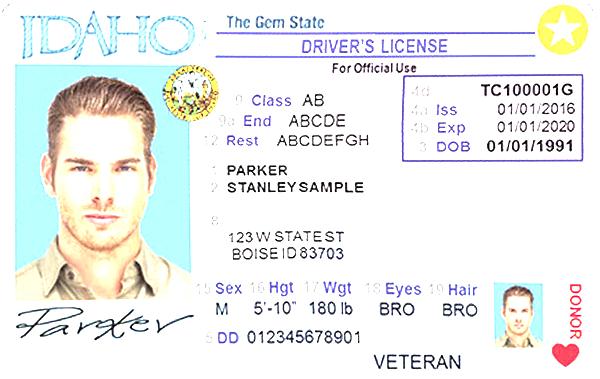 IDAHO
The Gem State
DRIVER'S LICENSE
For Official Use
4d TC100001G
9 Class AB
4a Iss 01/01/2016
9a End ABCDE
4b Exp 01/01/2020
12 Rest ABCDEFGH
3 DOB 01/01/1991
1 PARKER
2 STANLEYSAMPLE
8
123 W STATE ST
BOISE ID 83703
15 Sex 16 Hgt 17 Wgt 18 Eyes 19 Hair
M 5'-10" 180 lb BRO BRO
5 DD 012345678901
Parker
VETERAN
DONOR